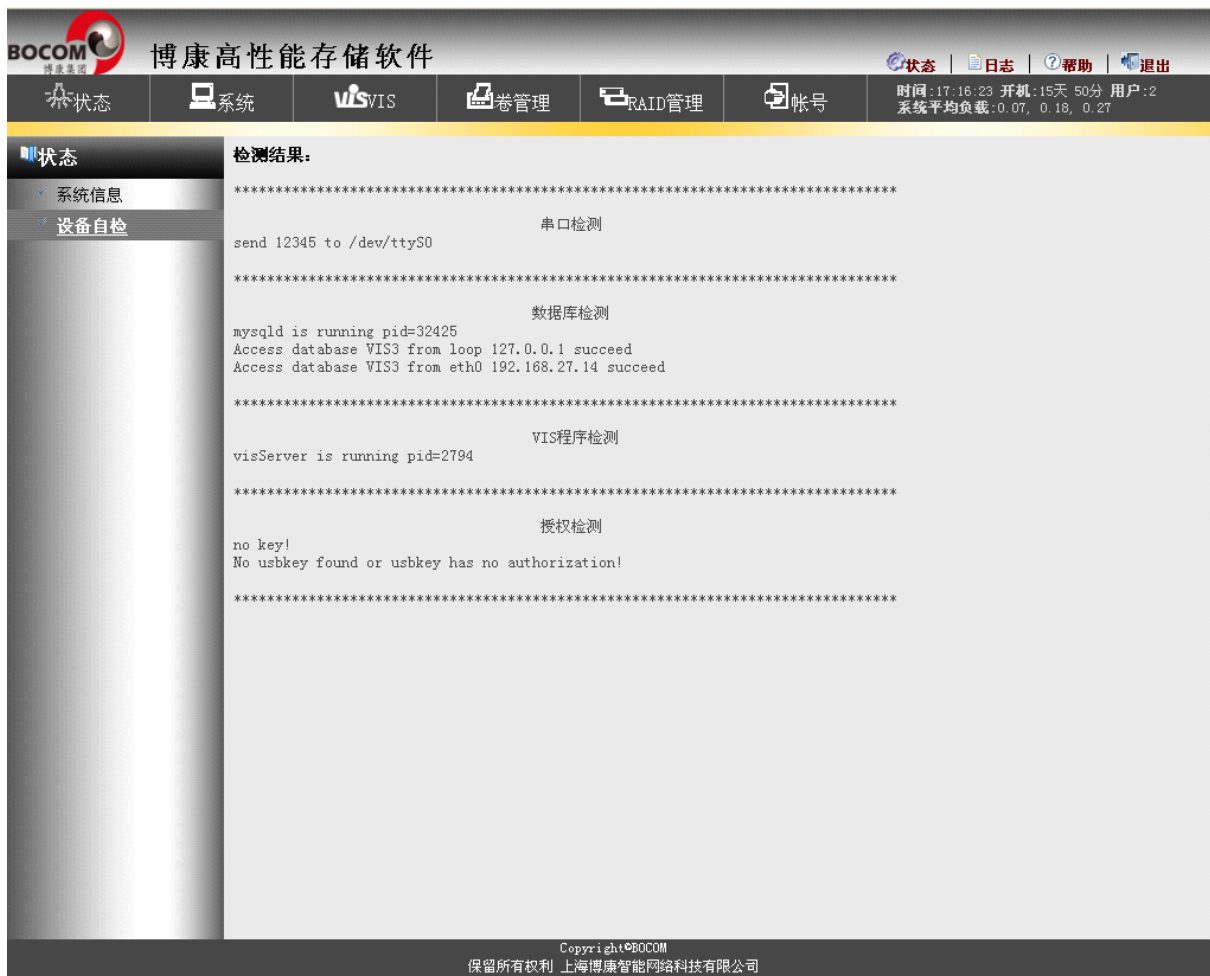 BOCOM
博康集团
博康高性能存储软件
状态 | 日志 | ?帮助 | 退出
状态 系统 vis VIS 卷管理 RAID管理 帐号
时间:17:16:23 开机:15天 50分 用户:2
系统平均负载:0.07, 0.18, 0.27
状态
系统信息
设备自检
检测结果:
********************************************************************************
串口检测
send 12345 to /dev/ttyS0
********************************************************************************
数据库检测
mysqld is running pid=32425
Access database VIS3 from loop 127.0.0.1 succeed
Access database VIS3 from eth0 192.168.27.14 succeed
********************************************************************************
VIS程序检测
visServer is running pid=2794
********************************************************************************
授权检测
no key!
No usbkey found or usbkey has no authorization!
********************************************************************************
Copyright©BOCOM
保留所有权利 上海博康智能网络科技有限公司